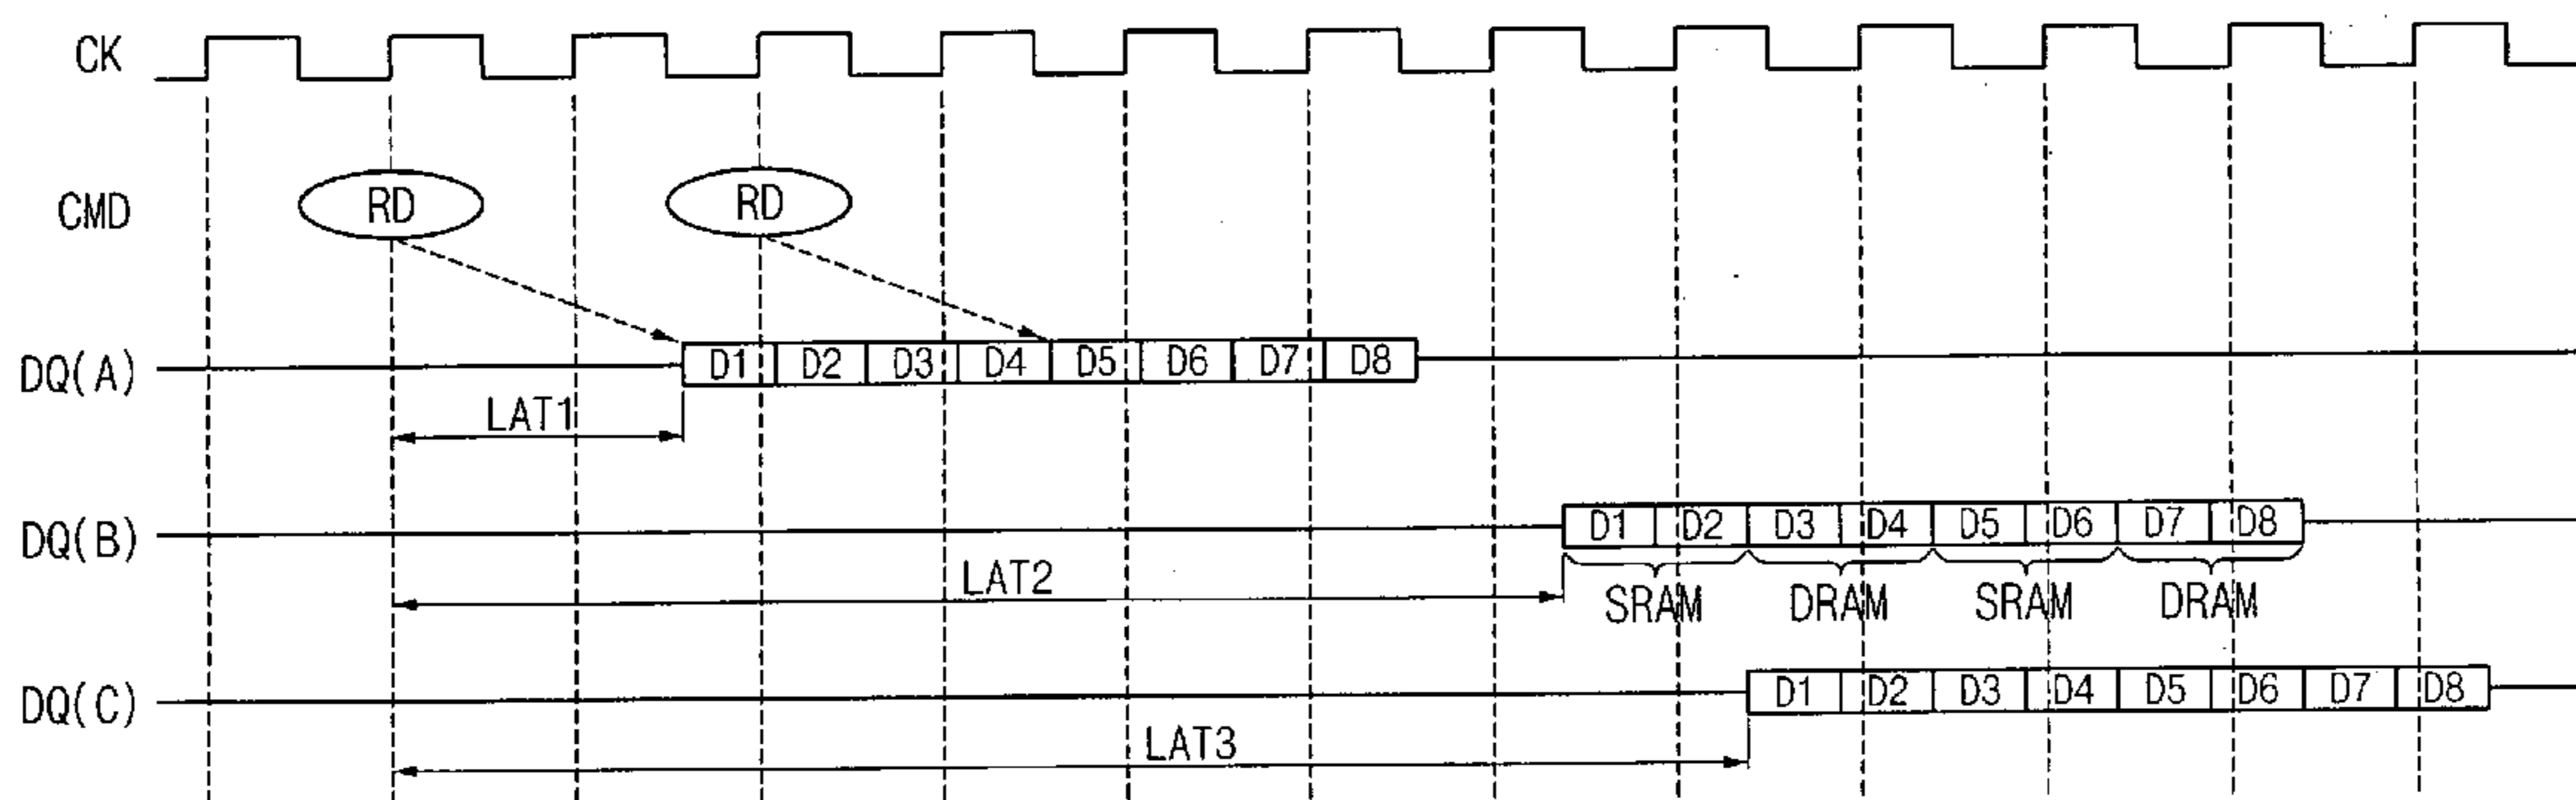 CK
CMD RD RD
DQ(A) D1 D2 D3 D4 D5 D6 D7 D8
LAT1
DQ(B) D1 D2 D3 D4 D5 D6 D7 D8
LAT2 SRAM DRAM SRAM DRAM
DQ(C) D1 D2 D3 D4 D5 D6 D7 D8
LAT3